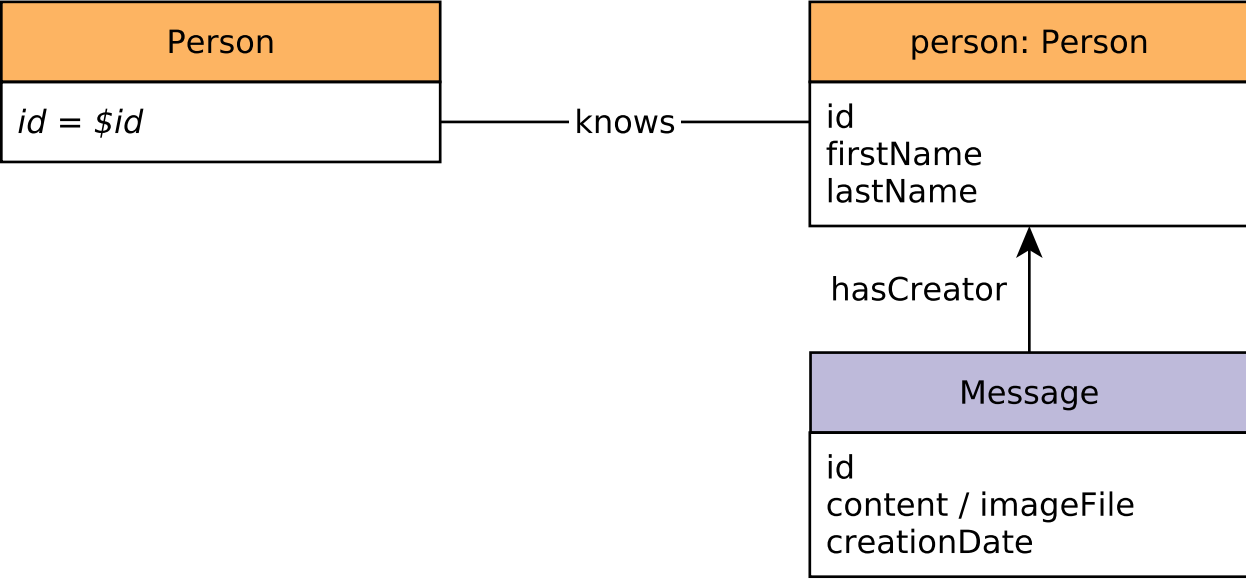 Person
id = $id
knows
person: Person
id
firstName
lastName
hasCreator
Message
id
content / imageFile
creationDate